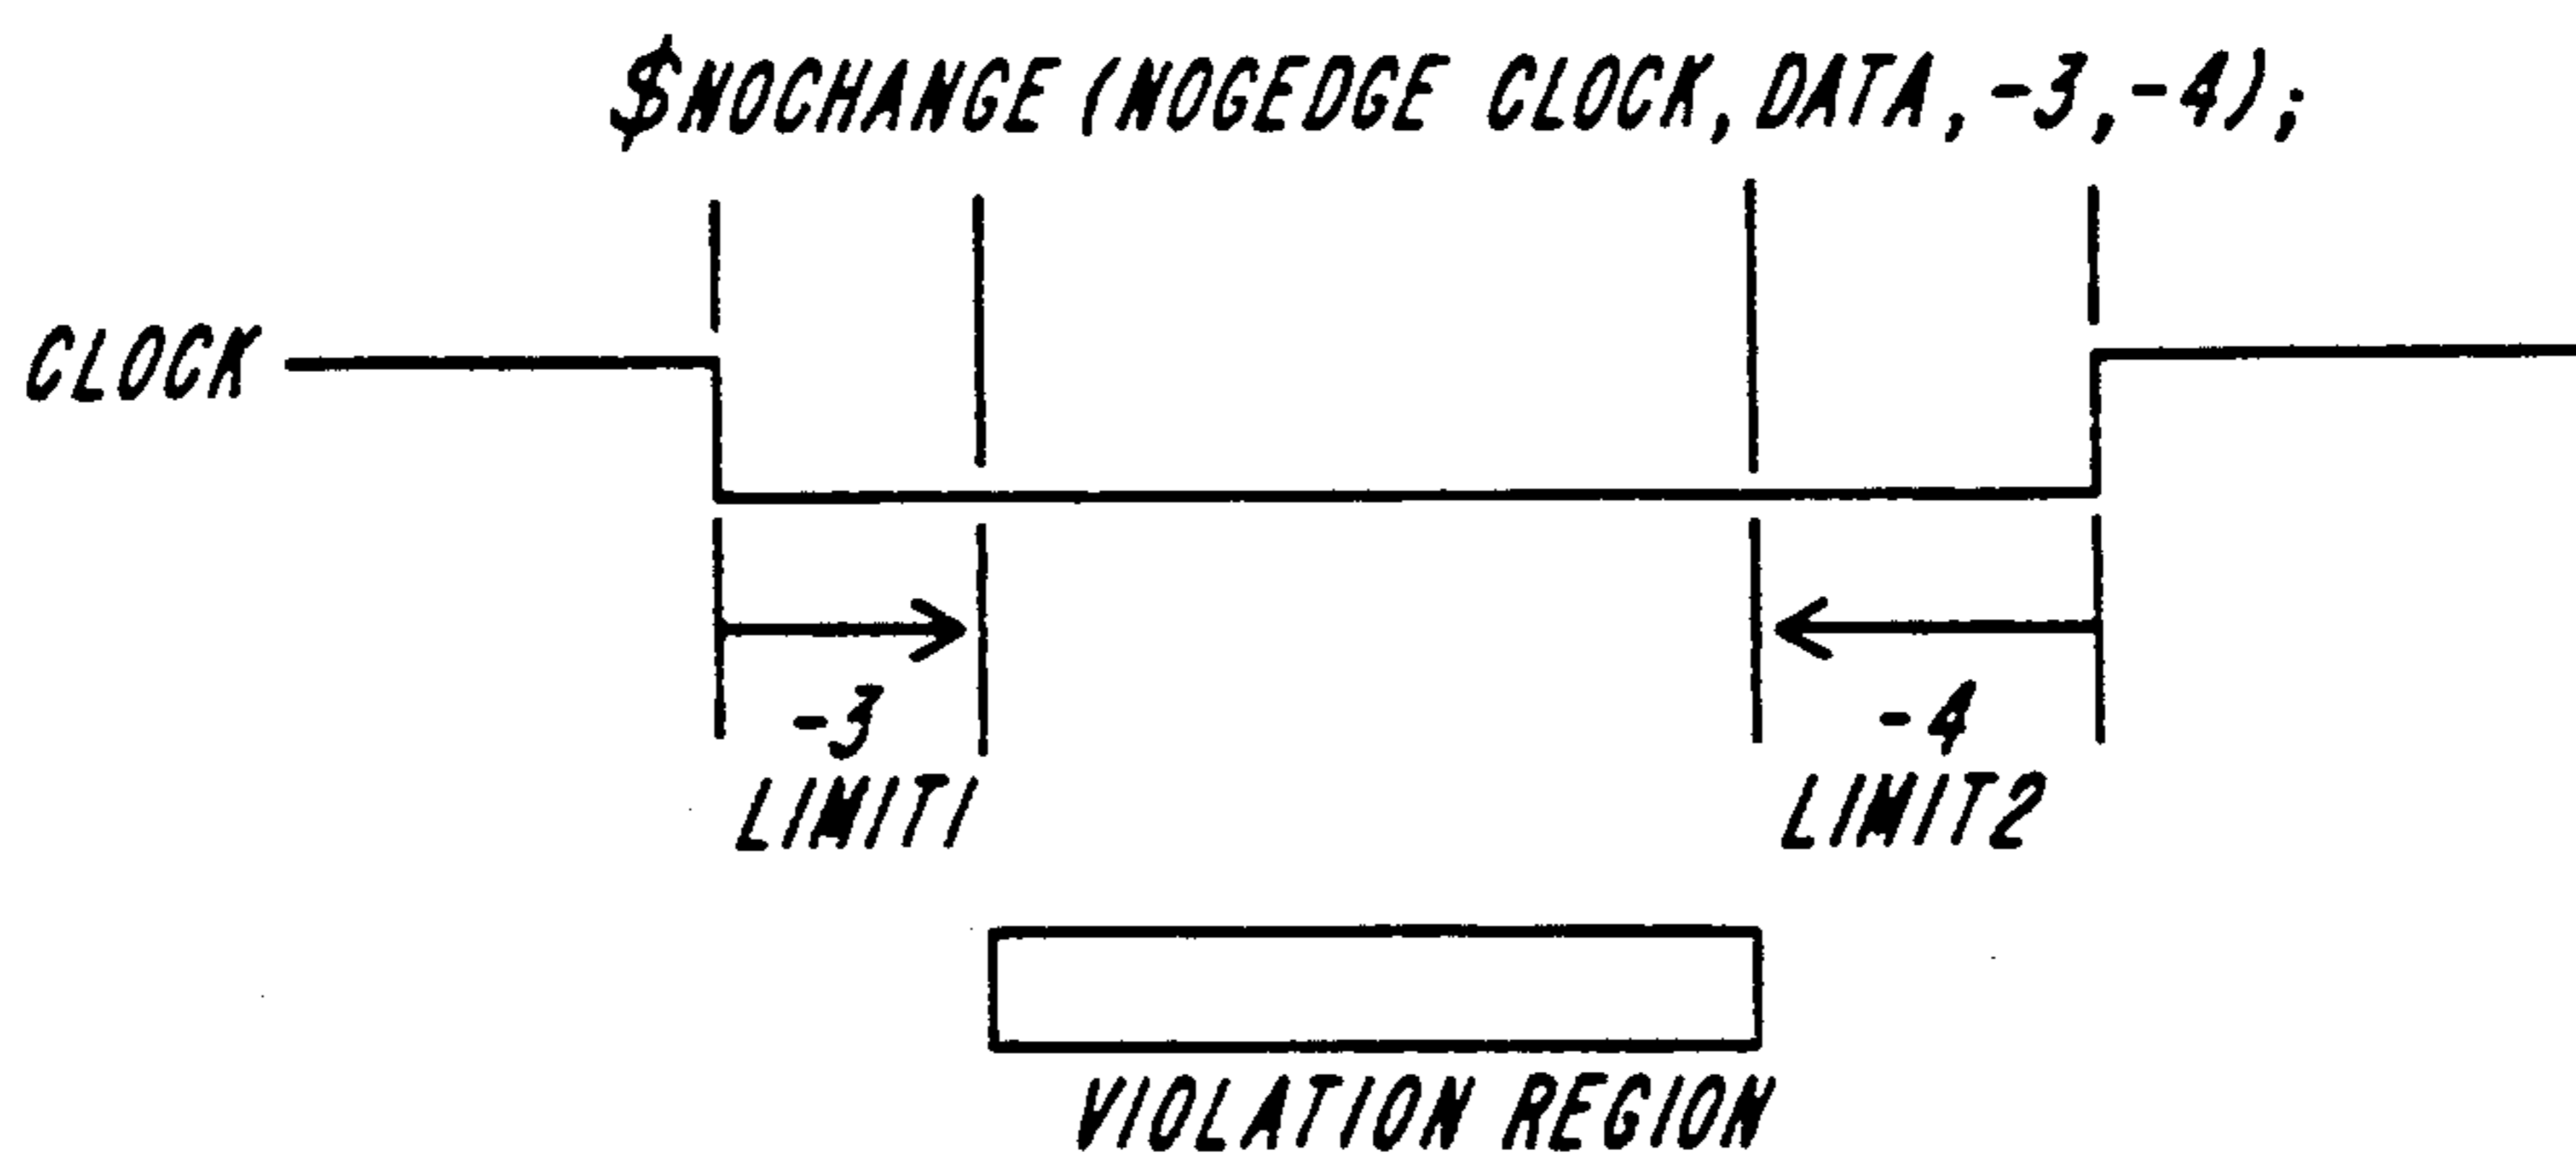 $NOCHANGE (NOGEDGE CLOCK, DATA, -3, -4);
CLOCK
-3
LIMIT1
-4
LIMIT2
VIOLATION REGION